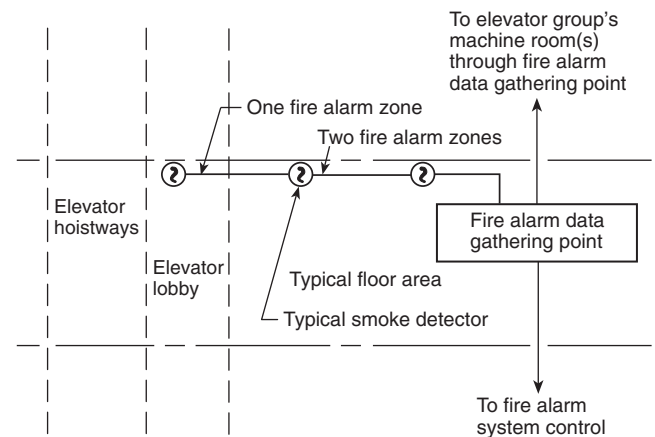 To elevator group's
machine room(s)
through fire alarm
data gathering point
One fire alarm zone
Two fire alarm zones
Elevator
hoistways
Fire alarm data
gathering point
Elevator
lobby
Typical floor area
Typical smoke detector
To fire alarm
system control